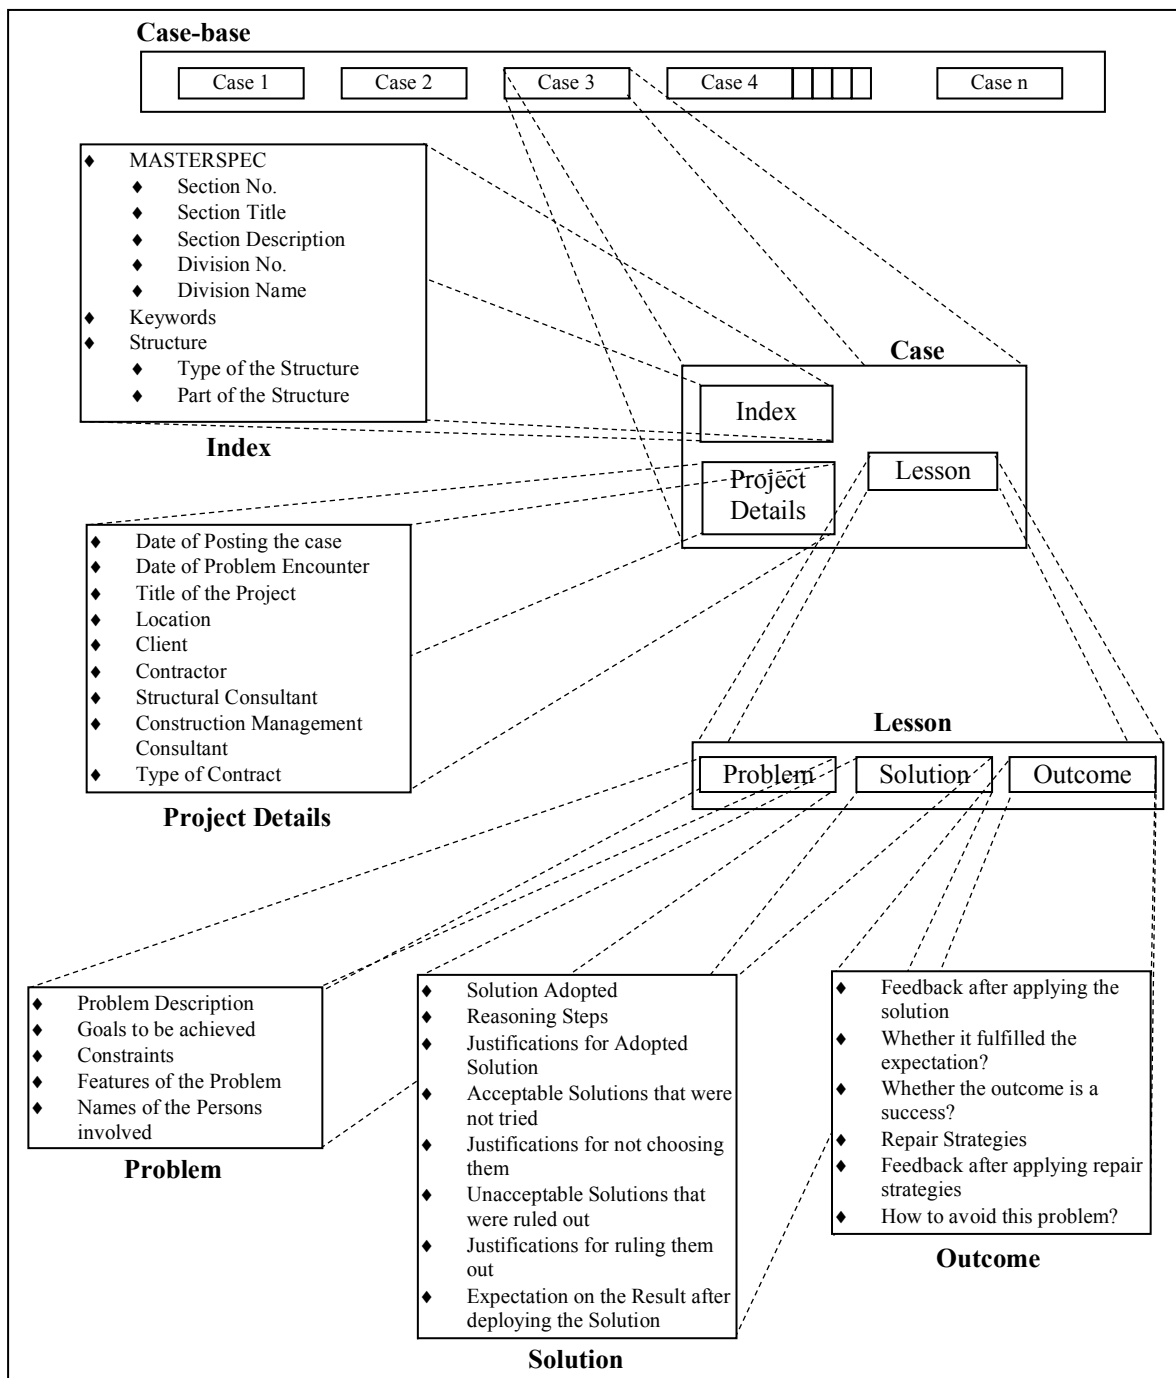 Case-base
Case 1
Case 2
Case 3
Case 4
Case n
♦ MASTERSPEC
♦ Section No.
♦ Section Title
♦ Section Description
♦ Division No.
♦ Division Name
♦ Keywords
♦ Structure
♦ Type of the Structure
♦ Part of the Structure
Index
Case
Index
Project
Details
Lesson
♦ Date of Posting the case
♦ Date of Problem Encounter
♦ Title of the Project
♦ Location
♦ Client
♦ Contractor
♦ Structural Consultant
♦ Construction Management
Consultant
♦ Type of Contract
Project Details
Lesson
Problem
Solution
Outcome
♦ Problem Description
♦ Goals to be achieved
♦ Constraints
♦ Features of the Problem
♦ Names of the Persons
involved
Problem
♦ Solution Adopted
♦ Reasoning Steps
♦ Justifications for Adopted
Solution
♦ Acceptable Solutions that were
not tried
♦ Justifications for not choosing
them
♦ Unacceptable Solutions that
were ruled out
♦ Justifications for ruling them
out
♦ Expectation on the Result after
deploying the Solution
Solution
♦ Feedback after applying the
solution
♦ Whether it fulfilled the
expectation?
♦ Whether the outcome is a
success?
♦ Repair Strategies
♦ Feedback after applying repair
strategies
♦ How to avoid this problem?
Outcome